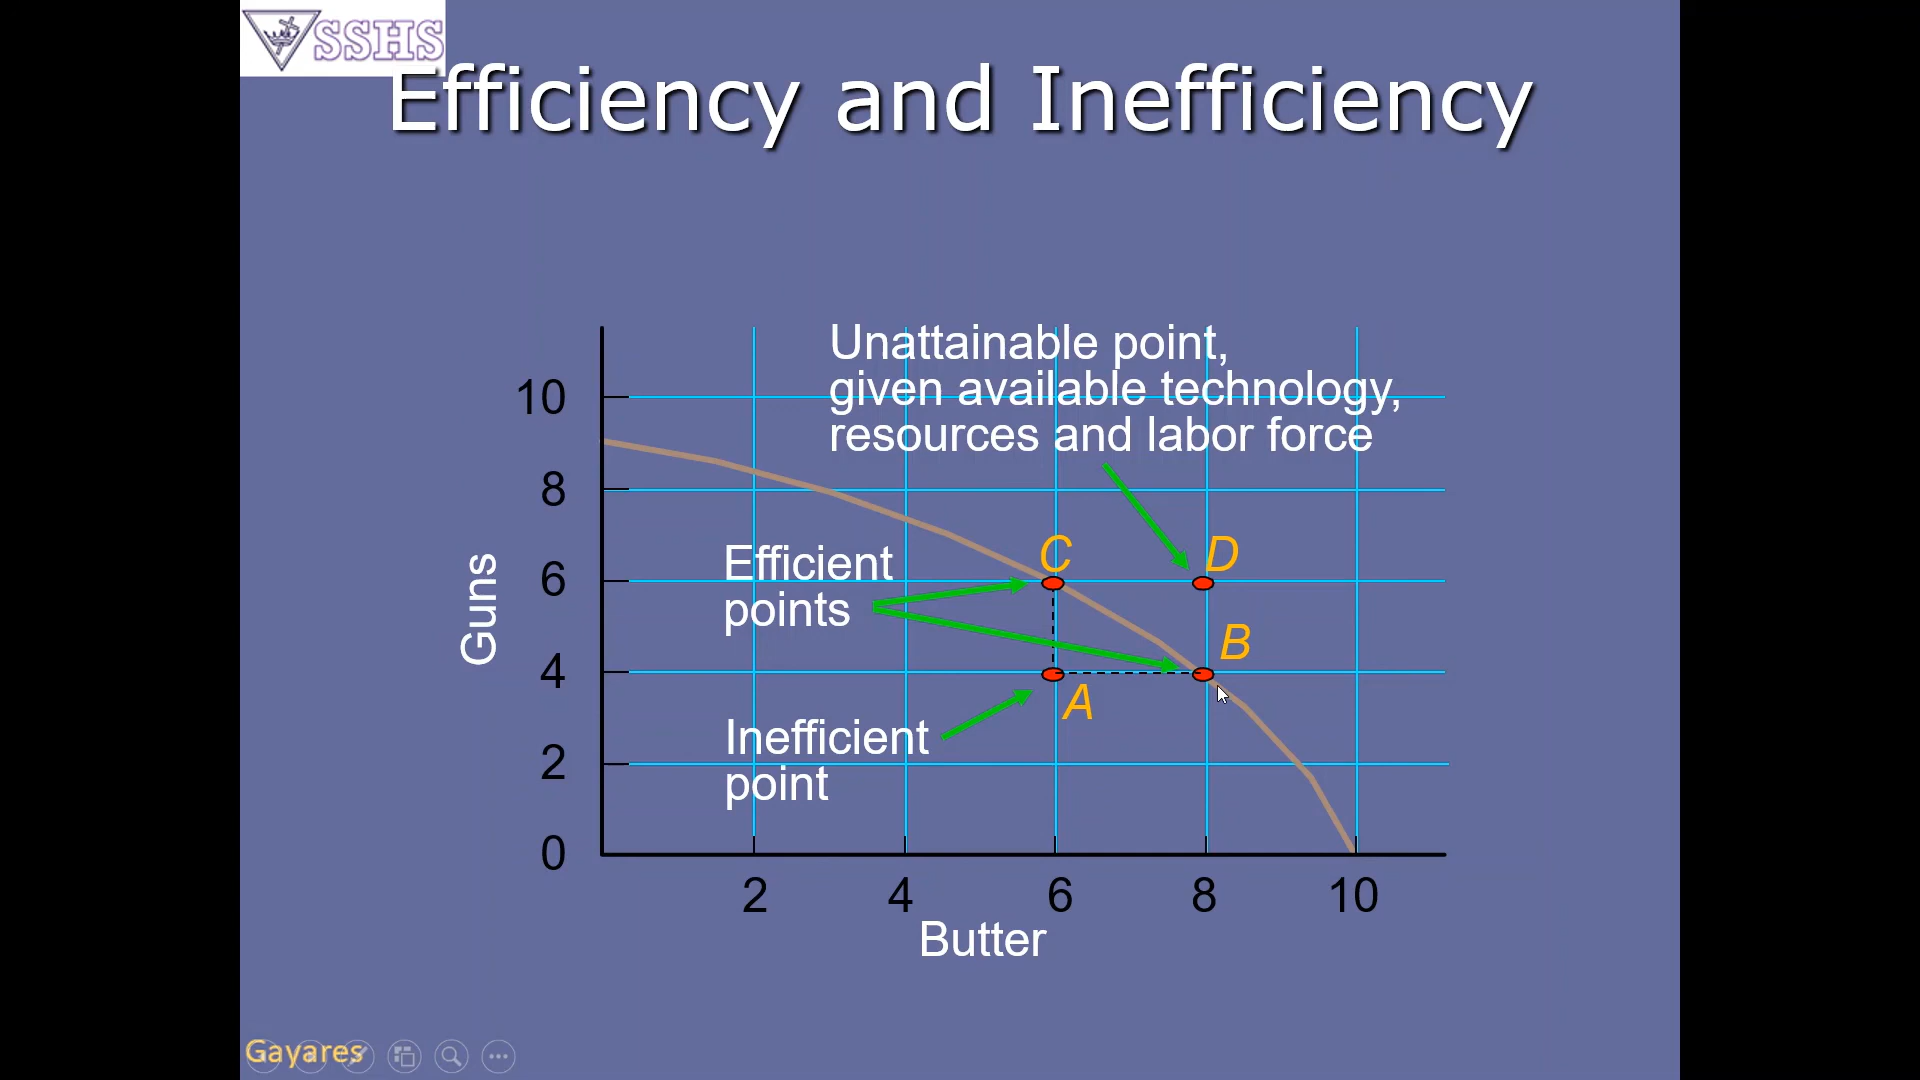 SSHS
Efficiency and Inefficiency
Unattainable point,
given available technology,
resources and labor force
10
8
6
4
2
0
Guns
Efficient
points
C
D
B
A
Inefficient
point
2 4 6 8 10
Butter
Gayares